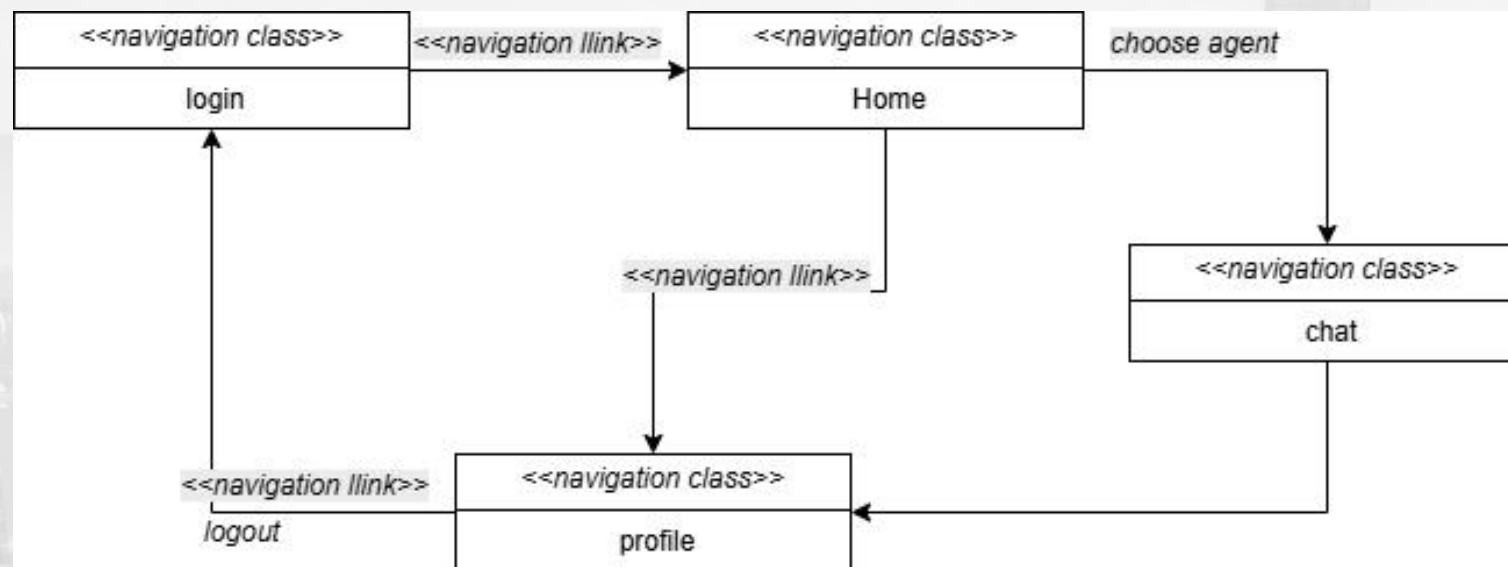 <<navigation class>>
login
<<navigation llink>>
<<navigation class>>
Home
choose agent
<<navigation llink>>
<<navigation class>>
chat
<<navigation llink>>
logout
<<navigation class>>
profile